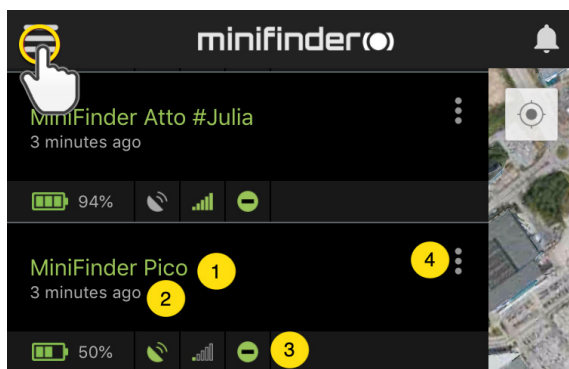 minifinder
MiniFinder Atto #Julia
3 minutes ago
94%
MiniFinder Pico 1
4
3 minutes ago 2
50% 3